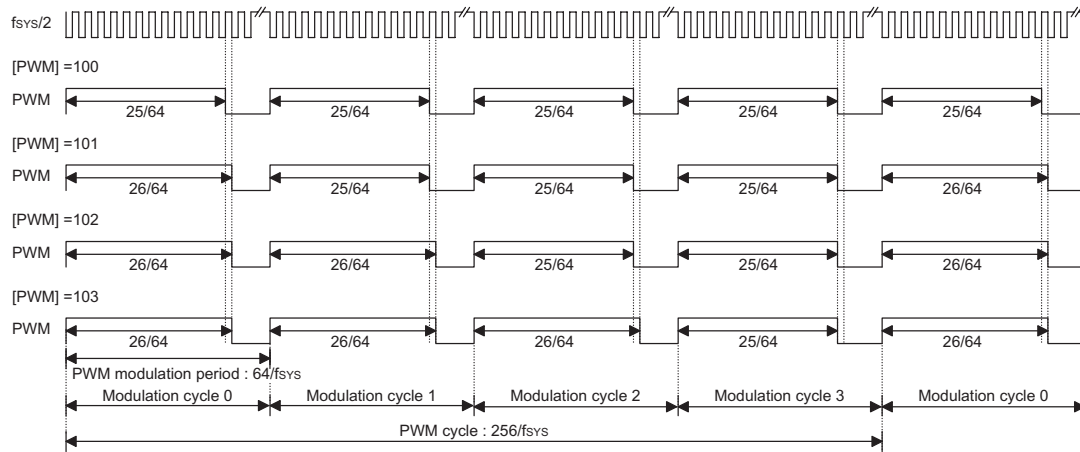 fSYS/2
[PWM] =100
PWM
25/64 25/64 25/64 25/64 25/64
[PWM] =101
PWM
26/64 25/64 25/64 25/64 26/64
[PWM] =102
PWM
26/64 26/64 25/64 25/64 26/64
[PWM] =103
PWM
26/64 26/64 26/64 25/64 26/64
PWM modulation period : 64/fSYS
Modulation cycle 0 Modulation cycle 1 Modulation cycle 2 Modulation cycle 3 Modulation cycle 0
PWM cycle : 256/fSYS